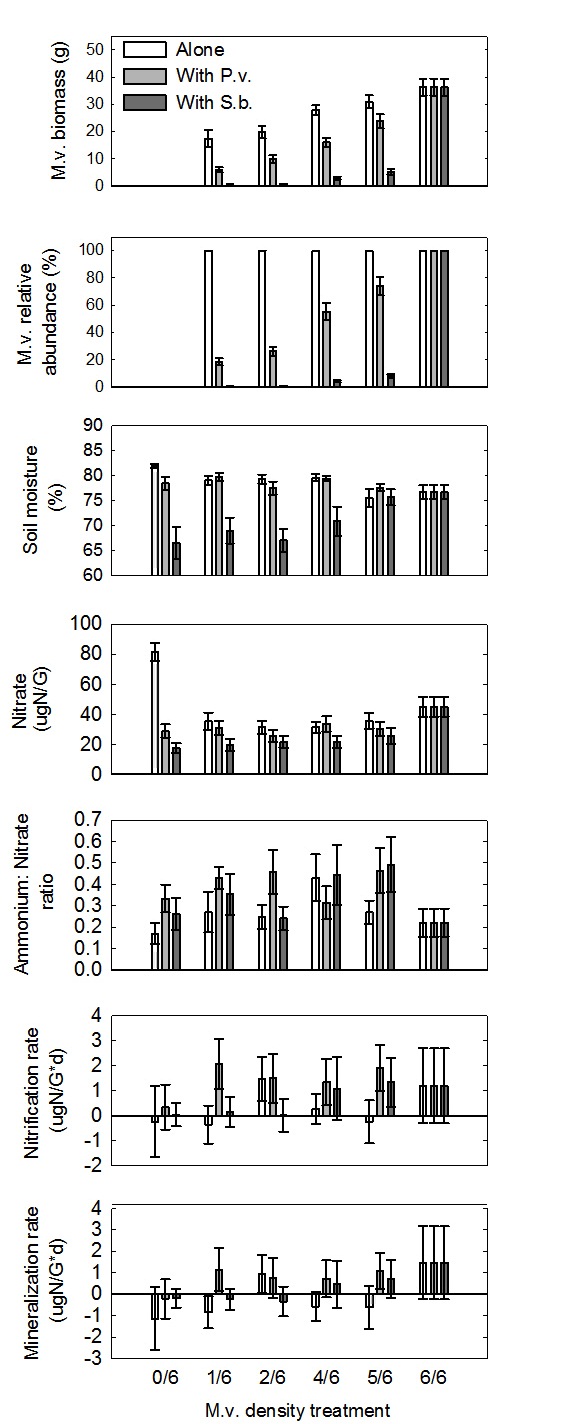 M.v. biomass (g)
50
40
30
20
10
0
Alone
With P.v.
With S.b.
M.v. relative
abundance (%)
100
80
60
40
20
0
Soil moisture
(%)
90
85
80
75
70
65
60
Nitrate
(ugN/G)
100
80
60
40
20
0
Ammonium: Nitrate
ratio
0.7
0.6
0.5
0.4
0.3
0.2
0.1
0.0
Nitrification rate
(ugN/G*d)
4
3
2
1
0
-1
-2
Mineralization rate
(ugN/G*d)
4
3
2
1
0
-1
-2
-3
0/6 1/6 2/6 4/6 5/6 6/6
M.v. density treatment